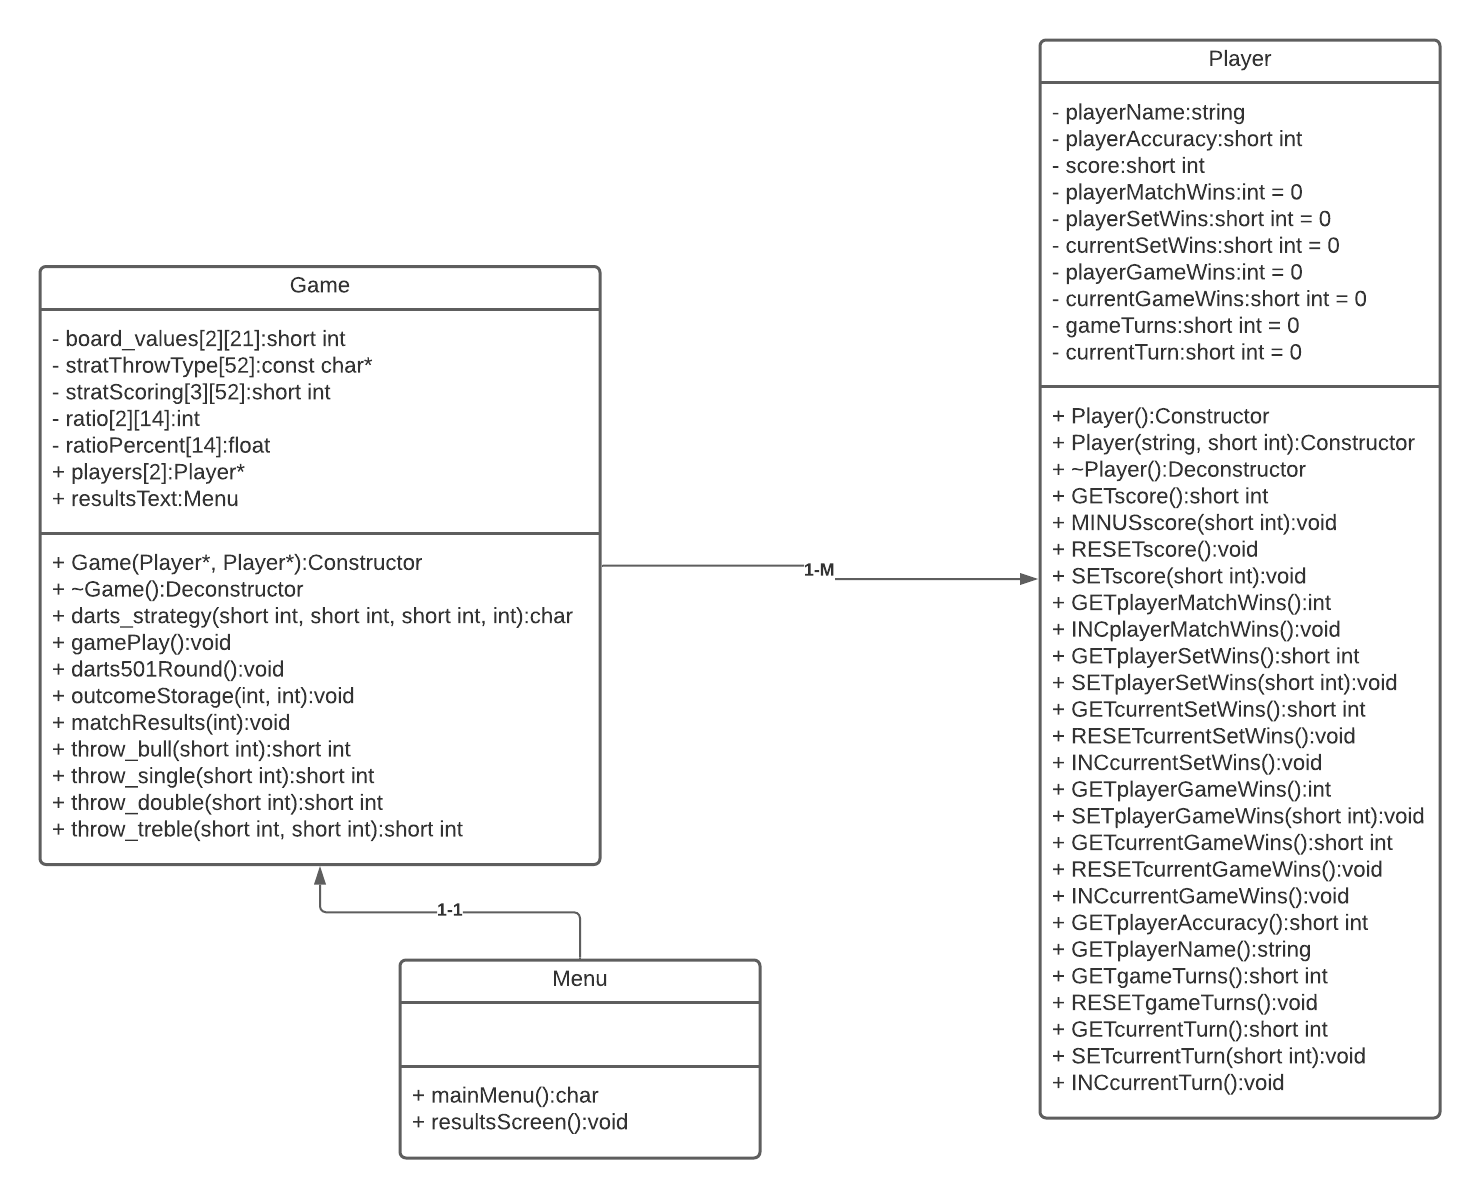 Game
- board_values[2][21]:short int
- stratThrowType[52]:const char*
- stratScoring[3][52]:short int
- ratio[2][14]:int
- ratioPercent[14]:float
+ players[2]:Player*
+ resultsText:Menu
+ Game(Player*, Player*):Constructor
+ ~Game():Deconstructor
+ darts_strategy(short int, short int, short int, int):char
+ gamePlay():void
+ darts501Round():void
+ outcomeStorage(int, int):void
+ matchResults(int):void
+ throw_bull(short int):short int
+ throw_single(short int):short int
+ throw_double(short int):short int
+ throw_treble(short int, short int):short int
1-M
Player
- playerName:string
- playerAccuracy:short int
- score:short int
- playerMatchWins:int = 0
- playerSetWins:short int = 0
- currentSetWins:short int = 0
- playerGameWins:int = 0
- currentGameWins:short int = 0
- gameTurns:short int = 0
- currentTurn:short int = 0
+ Player():Constructor
+ Player(string, short int):Constructor
+ ~Player():Deconstructor
+ GETscore():short int
+ MINUSscore(short int):void
+ RESETscore():void
+ SETscore(short int):void
+ GETplayerMatchWins():int
+ INCplayerMatchWins():void
+ GETplayerSetWins():short int
+ SETplayerSetWins(short int):void
+ GETcurrentSetWins():short int
+ RESETcurrentSetWins():void
+ INCcurrentSetWins():void
+ GETplayerGameWins():int
+ SETplayerGameWins(short int):void
+ GETcurrentGameWins():short int
+ RESETcurrentGameWins():void
+ INCcurrentGameWins():void
+ GETplayerAccuracy():short int
+ GETplayerName():string
+ GETgameTurns():short int
+ RESETgameTurns():void
+ GETcurrentTurn():short int
+ SETcurrentTurn(short int):void
+ INCcurrentTurn():void
1-1
Menu
+ mainMenu():char
+ resultsScreen():void